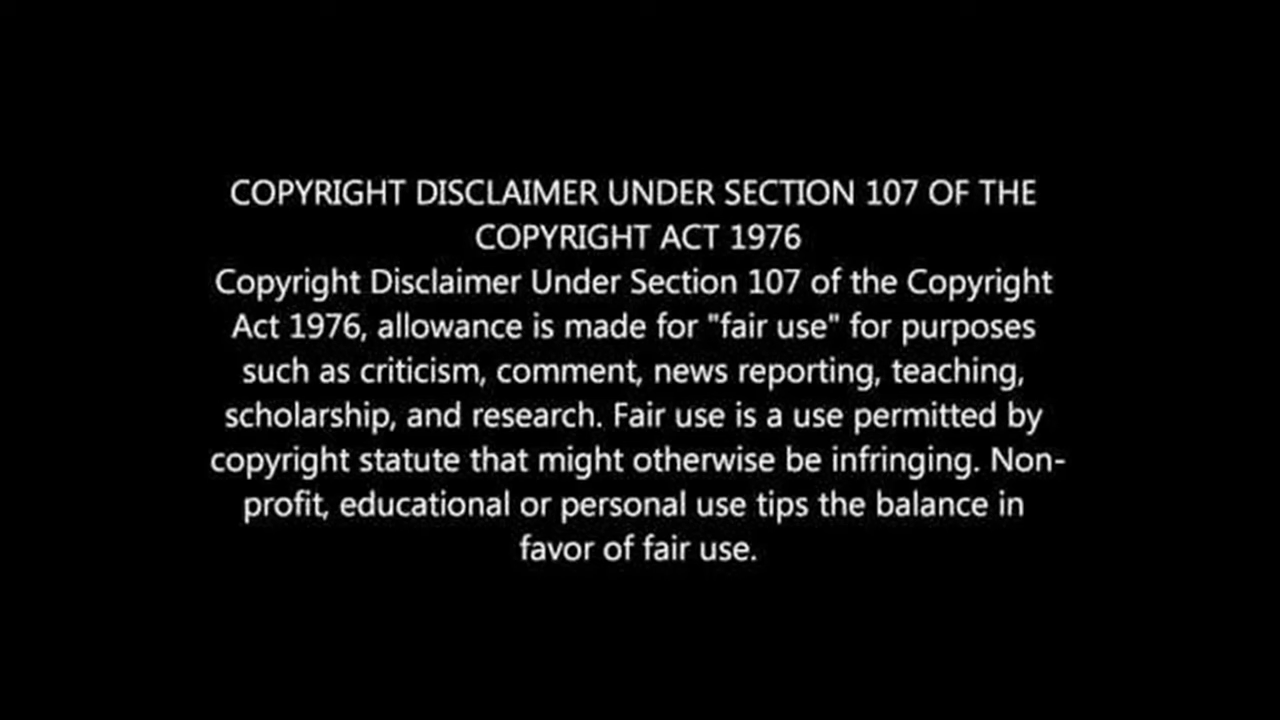 COPYRIGHT DISCLAIMER UNDER SECTION 107 OF THE
COPYRIGHT ACT 1976
Copyright Disclaimer Under Section 107 of the Copyright
Act 1976, allowance is made for "fair use" for purposes
such as criticism, comment, news reporting, teaching,
scholarship, and research. Fair use is a use permitted by
copyright statute that might otherwise be infringing. Non-
profit, educational or personal use tips the balance in
favor of fair use.